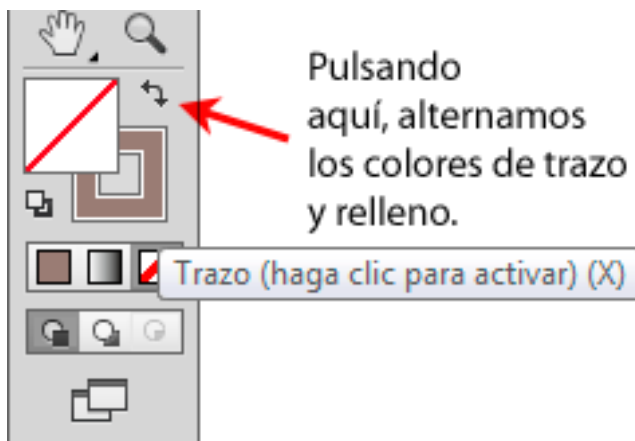 Pulsando
aquí, alternamos
los colores de trazo
y relleno.
Trazo (haga clic para activar) (X)